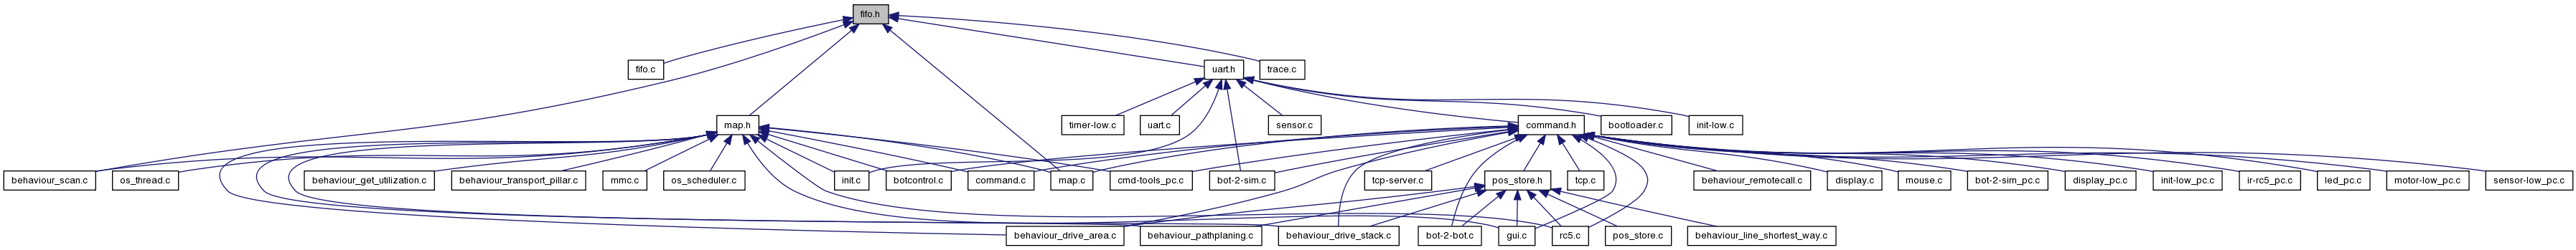 fifo.h
fifo.c
uart.h
trace.c
map.h
timer-low.c
uart.c
sensor.c
command.h
bootloader.c
init-low.c
behaviour_scan.c
os_thread.c
behaviour_get_utilization.c
behaviour_transport_pillar.c
mmc.c
os_scheduler.c
init.c
botcontrol.c
command.c
map.c
cmd-tools_pc.c
bot-2-sim.c
tcp-server.c
pos_store.h
tcp.c
behaviour_remotecall.c
display.c
mouse.c
bot-2-sim_pc.c
display_pc.c
init-low_pc.c
ir-rc5_pc.c
led_pc.c
motor-low_pc.c
sensor-low_pc.c
behaviour_drive_area.c
behaviour_pathplaning.c
behaviour_drive_stack.c
bot-2-bot.c
gui.c
rc5.c
pos_store.c
behaviour_line_shortest_way.c